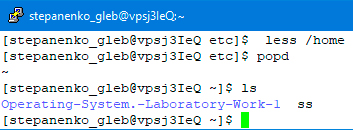 stepanenko_gleb@vpsj3IeQ:~
[stepanenko_gleb@vpsj3IeQ etc]$  less /home
[stepanenko_gleb@vpsj3IeQ etc]$ popd
~
[stepanenko_gleb@vpsj3IeQ ~]$ ls
Operating-System.-Laboratory-Work-1  ss
[stepanenko_gleb@vpsj3IeQ ~]$